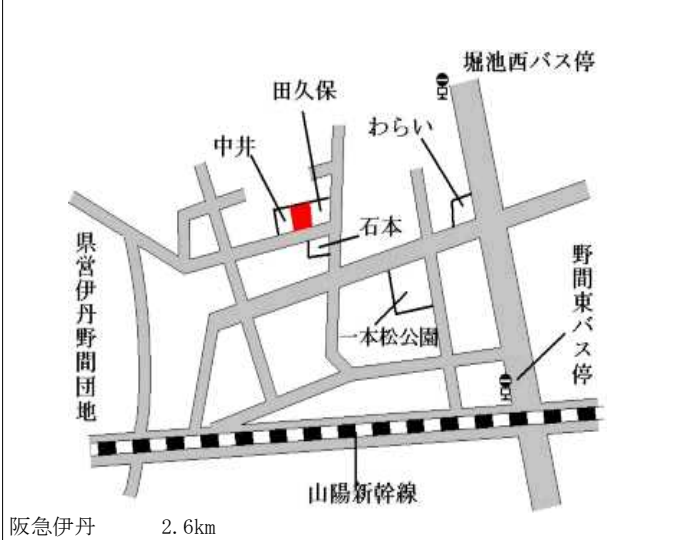 堀池西バス停
田久保
わらい
中井
石本
県営伊丹野間団地
野間東バス停
一本松公園
山陽新幹線
阪急伊丹 2.6km